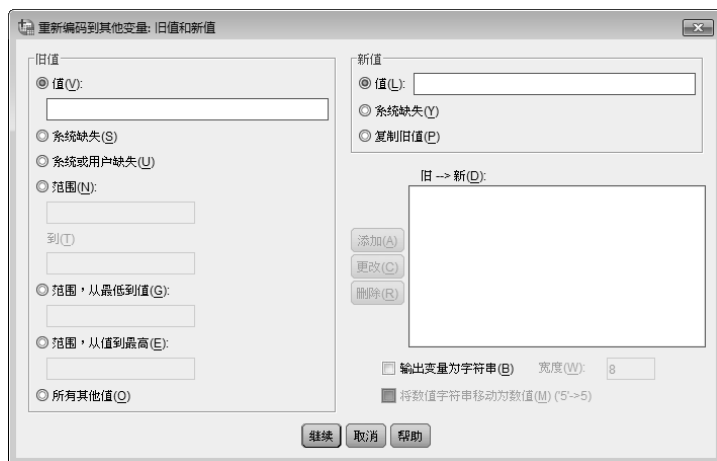 重新编码到其他变量: 旧值和新值
旧值
值(V):
系统缺失(S)
系统或用户缺失(U)
范围(N):
到(T)
范围，从最低到值(G):
范围，从值到最高(E):
所有其他值(O)
新值
值(L):
系统缺失(Y)
复制旧值(P)
旧 --> 新(D):
添加(A)
更改(C)
删除(R)
输出变量为字符串(B) 宽度(W): 8
将数值字符串移动为数值(M) ('5'->5)
继续 取消 帮助